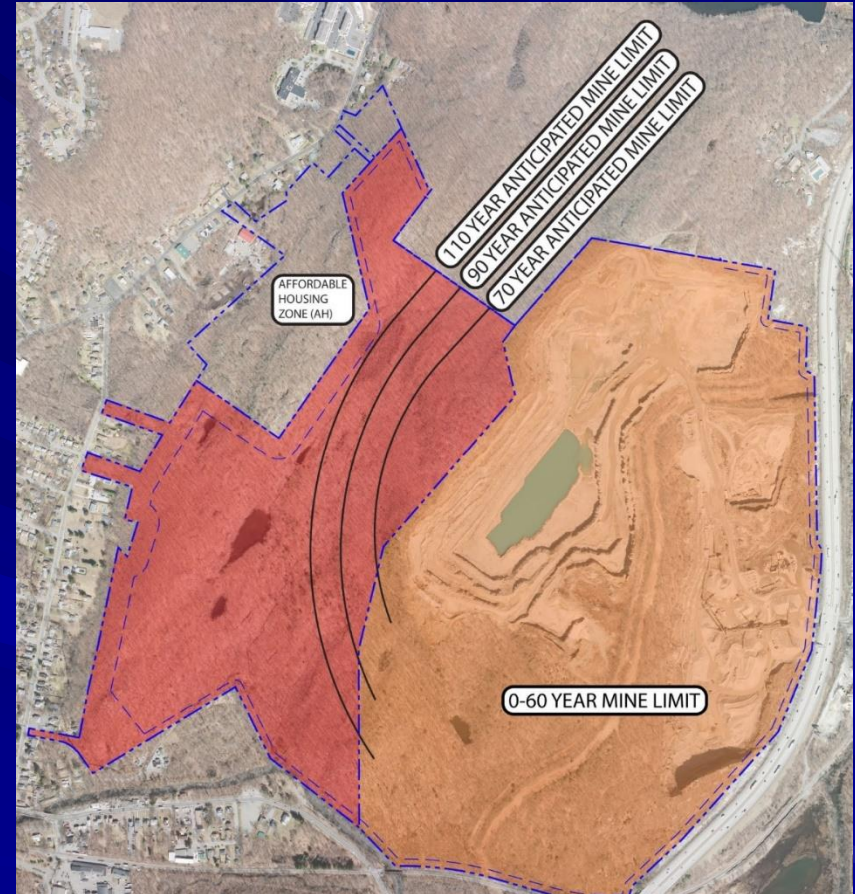 110 YEAR ANTICIPATED MINE LIMIT
90 YEAR ANTICIPATED MINE LIMIT
70 YEAR ANTICIPATED MINE LIMIT
AFFORDABLE
HOUSING
ZONE (AH)
0-60 YEAR MINE LIMIT